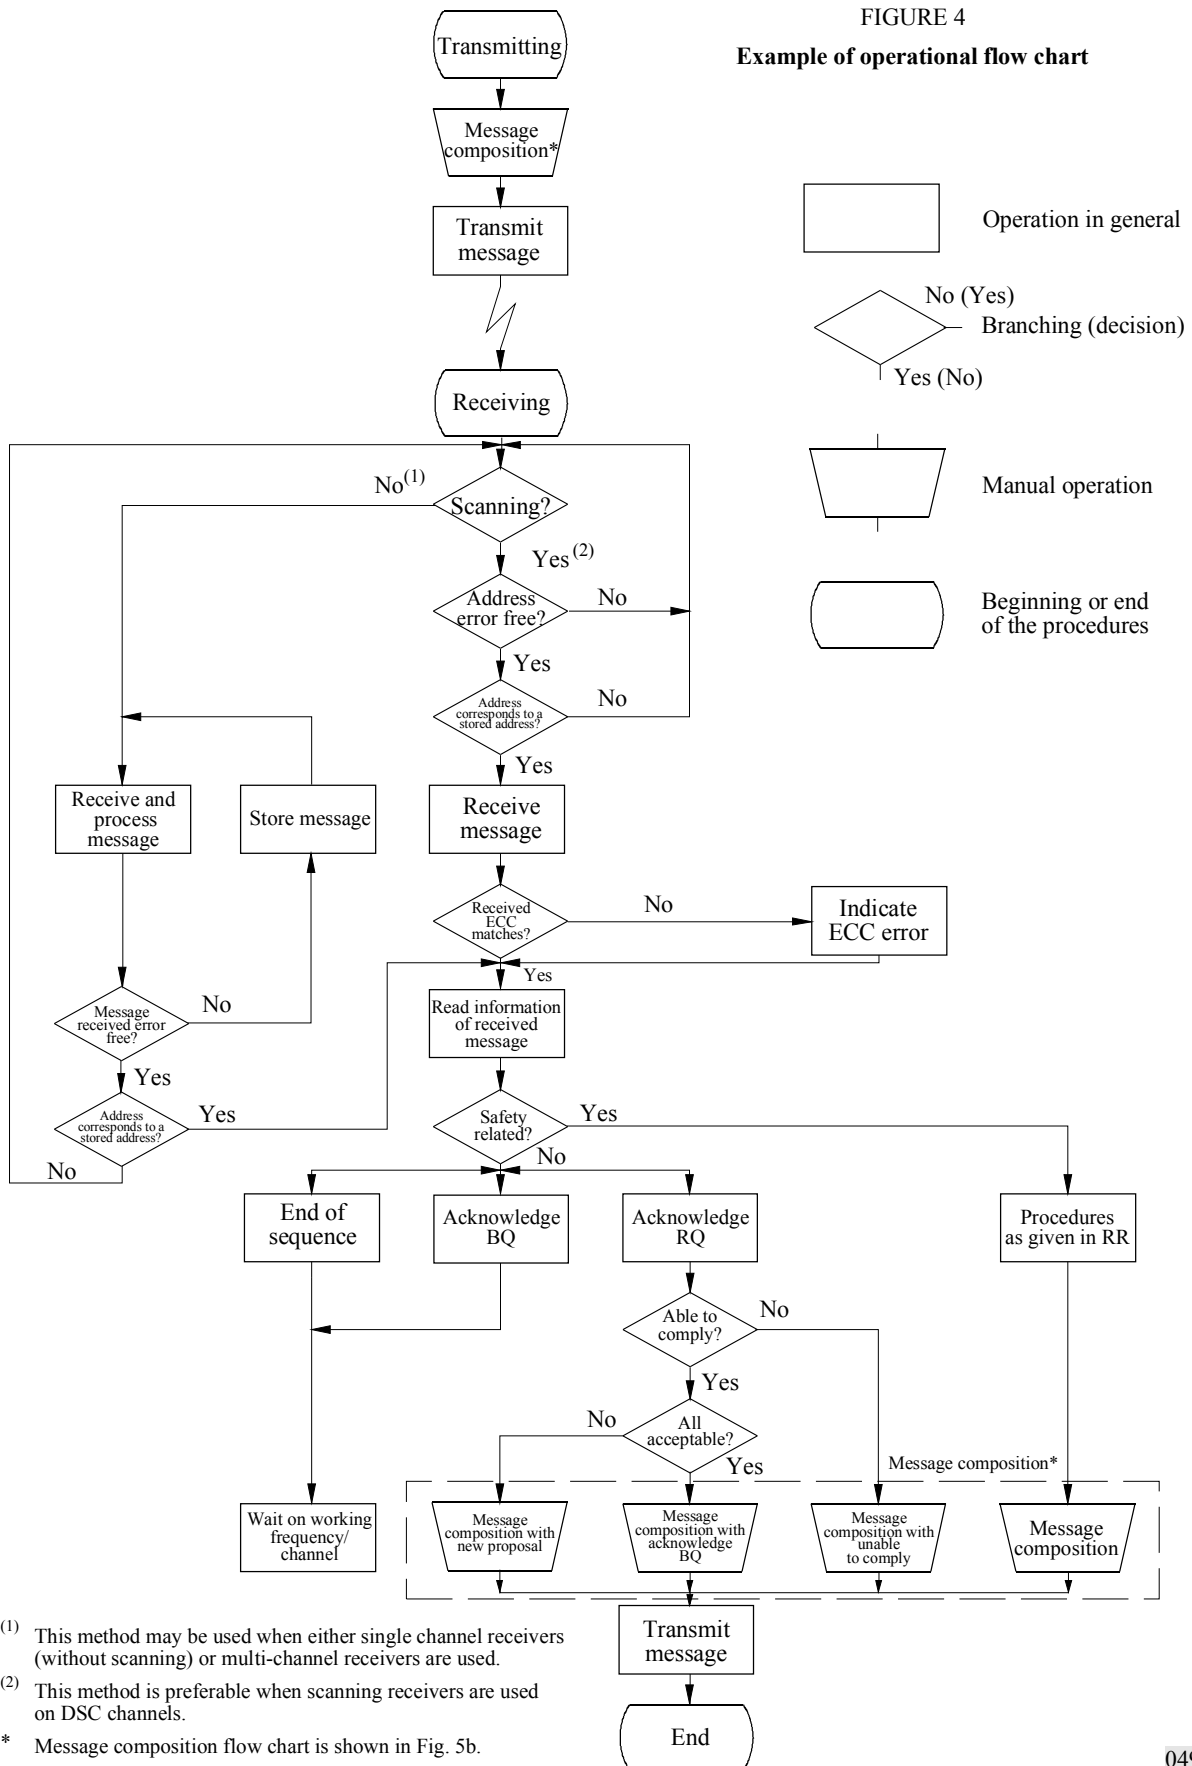 FIGURE 4
Example of operational flow chart
Transmitting
Message
composition*
Transmit
message
Operation in general
No (Yes)
Branching (decision)
Yes (No)
Receiving
No(1)
Scanning?
Manual operation
Yes(2)
Address
error free?
No
Beginning or end
of the procedures
Yes
Address
corresponds to a
stored address?
No
Yes
Receive and
process
message
Store message
Receive
message
Received
ECC
matches?
No
Indicate
ECC error
Yes
Message
received error
free?
No
Read information
of received
message
Yes
Address
corresponds to a
stored address?
Yes
No
Safety
related?
Yes
No
End of
sequence
Acknowledge
BQ
Acknowledge
RQ
Procedures
as given in RR
Able to
comply?
No
Yes
No
All
acceptable?
Yes
Message composition*
Wait on working
frequency/
channel
Message
composition with
new proposal
Message
composition with
acknowledge
BQ
Message
composition with
unable
to comply
Message
composition
Transmit
message
End
(1) This method may be used when either single channel receivers
(without scanning) or multi-channel receivers are used.
(2) This method is preferable when scanning receivers are used
on DSC channels.
* Message composition flow chart is shown in Fig. 5b.